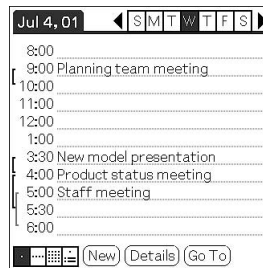 Jul 4, 01 S M T W T F S
8:00
9:00 Planning team meeting
10:00
11:00
12:00
1:00
3:30 New model presentation
4:00 Product status meeting
5:00 Staff meeting
5:30
6:00
New Details Go To